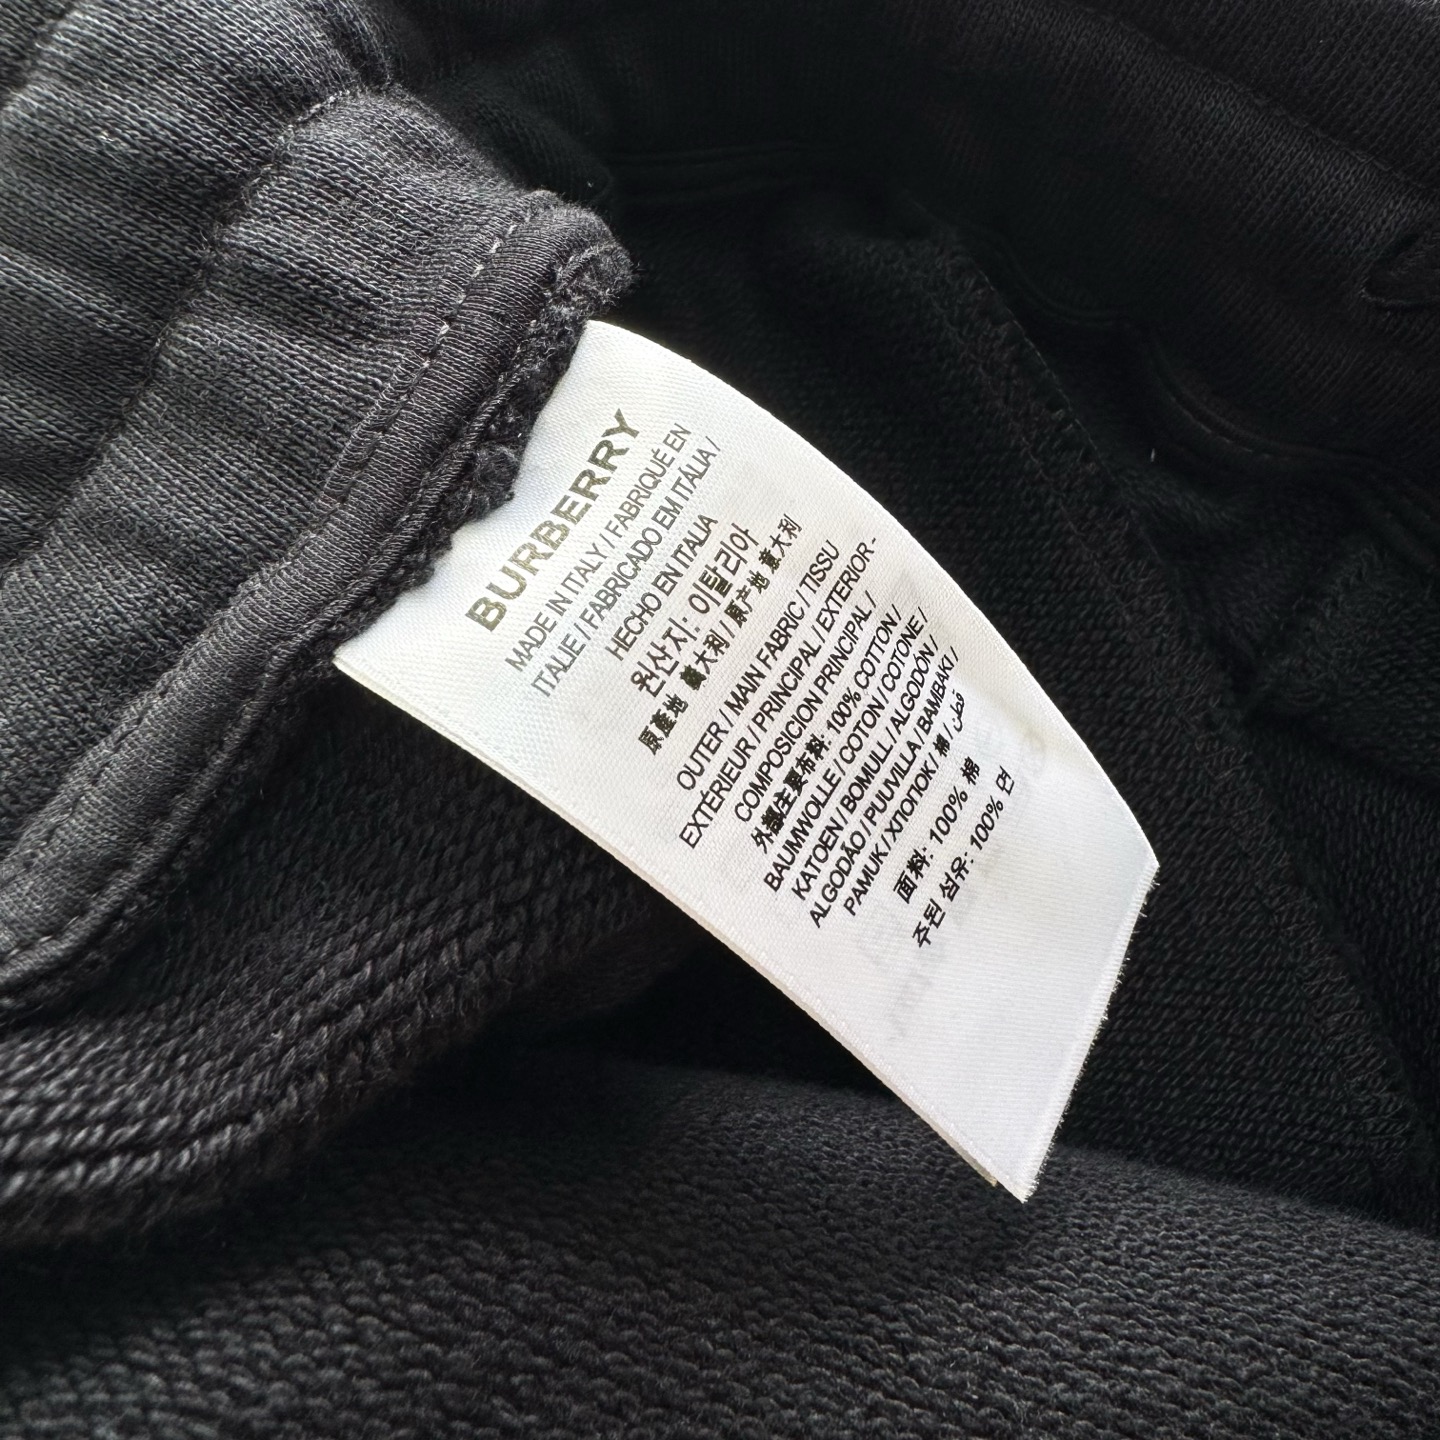 BURBERRY
MADE IN ITALY / FABRIQUÉ EN
ITALIE / FABRICADO EM ITÁLIA /
HECHO EN ITALIA
원산지: 이탈리아
原産地 義大利 / 原产地 意大利
OUTER / MAIN FABRIC / TISSU
EXTÉRIEUR / PRINCIPAL / EXTERIOR -
COMPOSICION PRINCIPAL /
外部主要布料: 100% COTTON /
BAUMWOLLE / COTON / COTONE /
KATOEN / BOMULL / ALGODÓN /
ALGODÃO / PUUVILLA / BAMBAKI /
PAMUK / ХЛОПОК / 棉 / قطن
面料: 100% 棉
주된 섬유: 100% 면